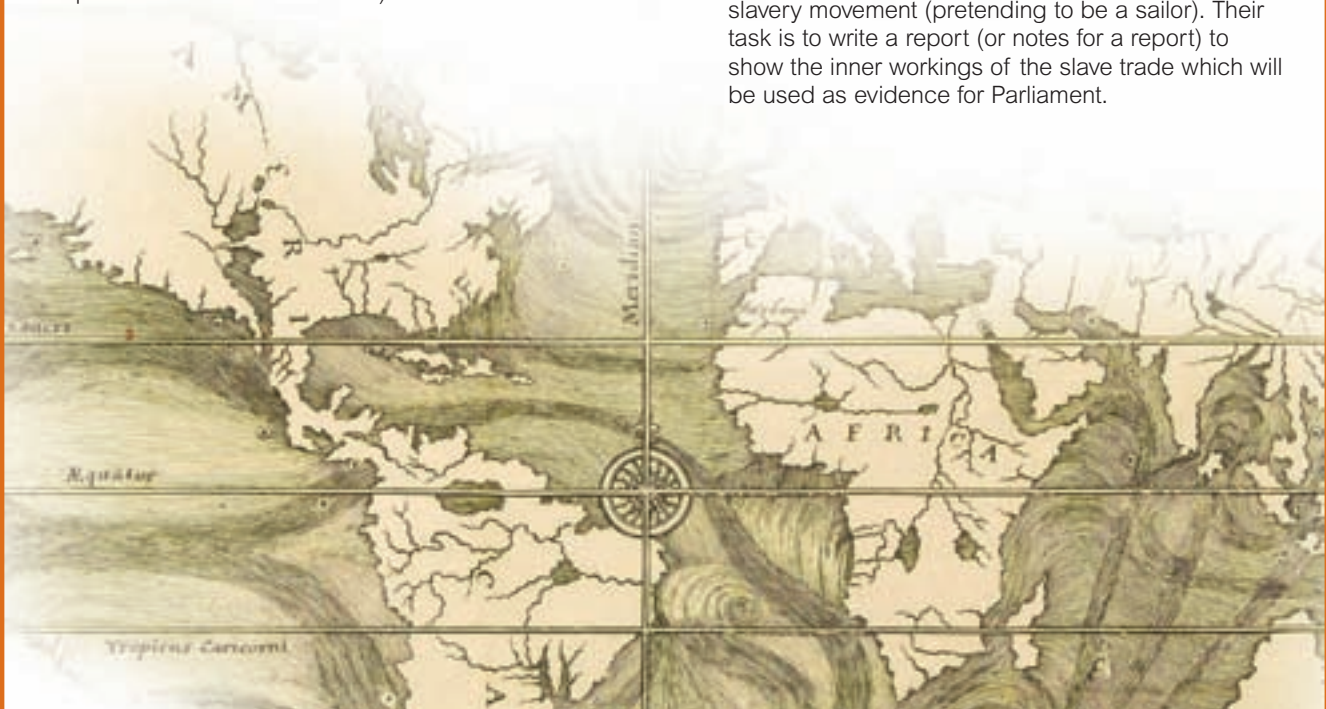 slavery movement (pretending to be a sailor). Their
task is to write a report (or notes for a report) to
show the inner workings of the slave trade which will
be used as evidence for Parliament.
Meridian
A F R I C A
Æquator
Tropicus Caricorni